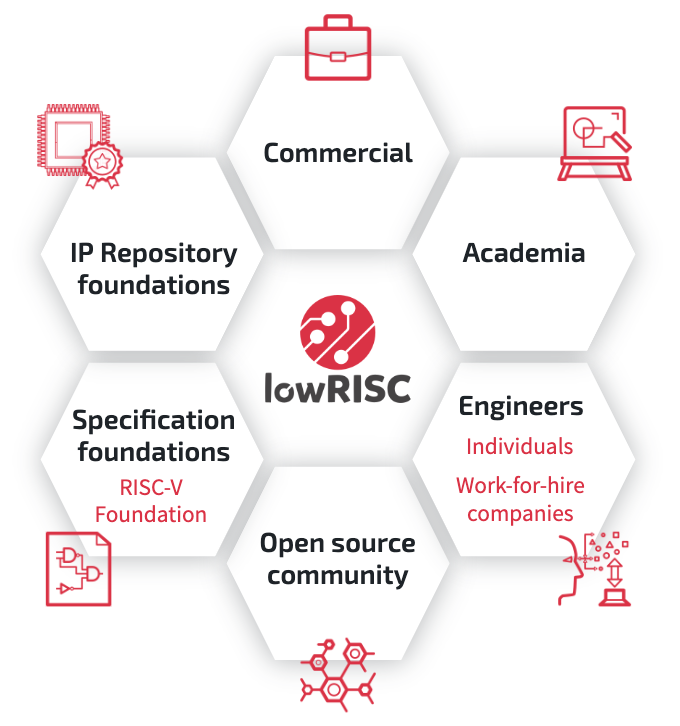 Commercial
IP Repository
foundations
Academia
lowRISC
Specification
foundations
RISC-V
Foundation
Engineers
Individuals
Work-for-hire
companies
Open source
community